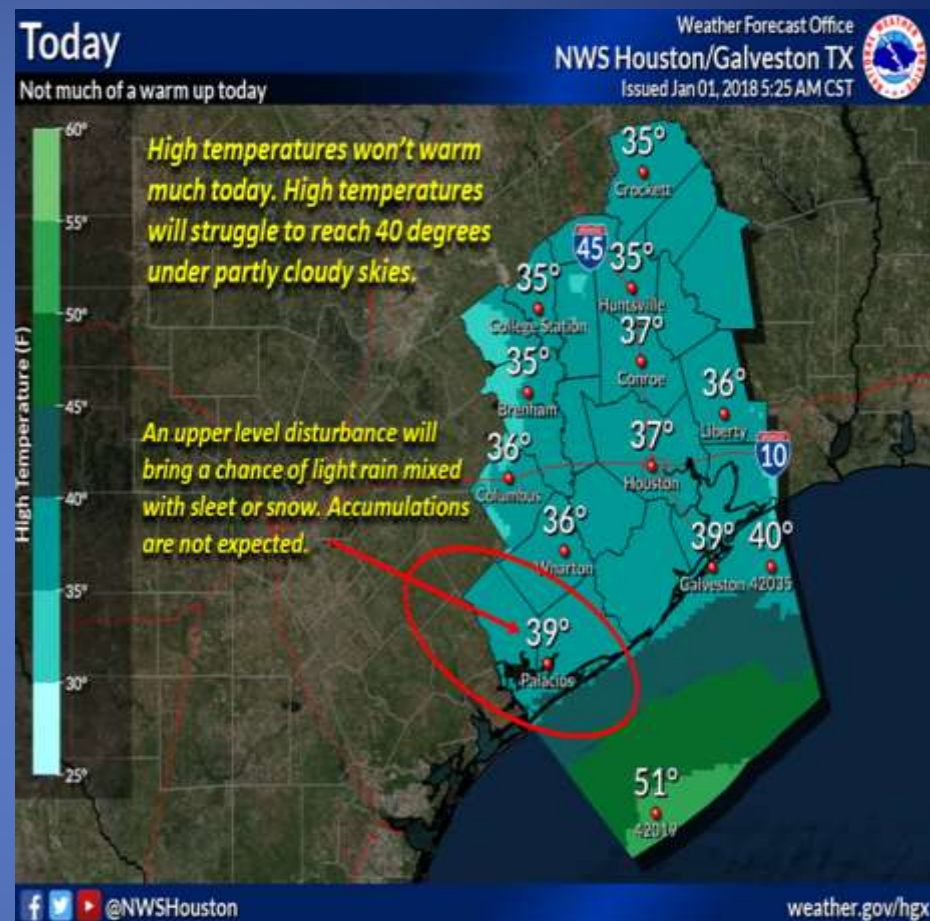 Today
Weather Forecast Office
NWS Houston/Galveston TX
Issued Jan 01, 2018 5:25 AM CST
Not much of a warm up today
NATIONAL WEATHER SERVICE
High temperatures won't warm
much today. High temperatures
will struggle to reach 40 degrees
under partly cloudy skies.
An upper level disturbance will
bring a chance of light rain mixed
with sleet or snow. Accumulations
are not expected.
High Temperature (F)
60°
55°
50°
45°
40°
35°
30°
25°
35°
Crockett
45
35°
Huntsville
35°
College Station
37°
Conroe
35°
Brenham
36°
Liberty
37°
Houston
10
36°
Columbus
36°
Wharton
39°
Galveston
40°
42035
39°
Palacios
51°
42019
@NWSHouston
weather.gov/hgx